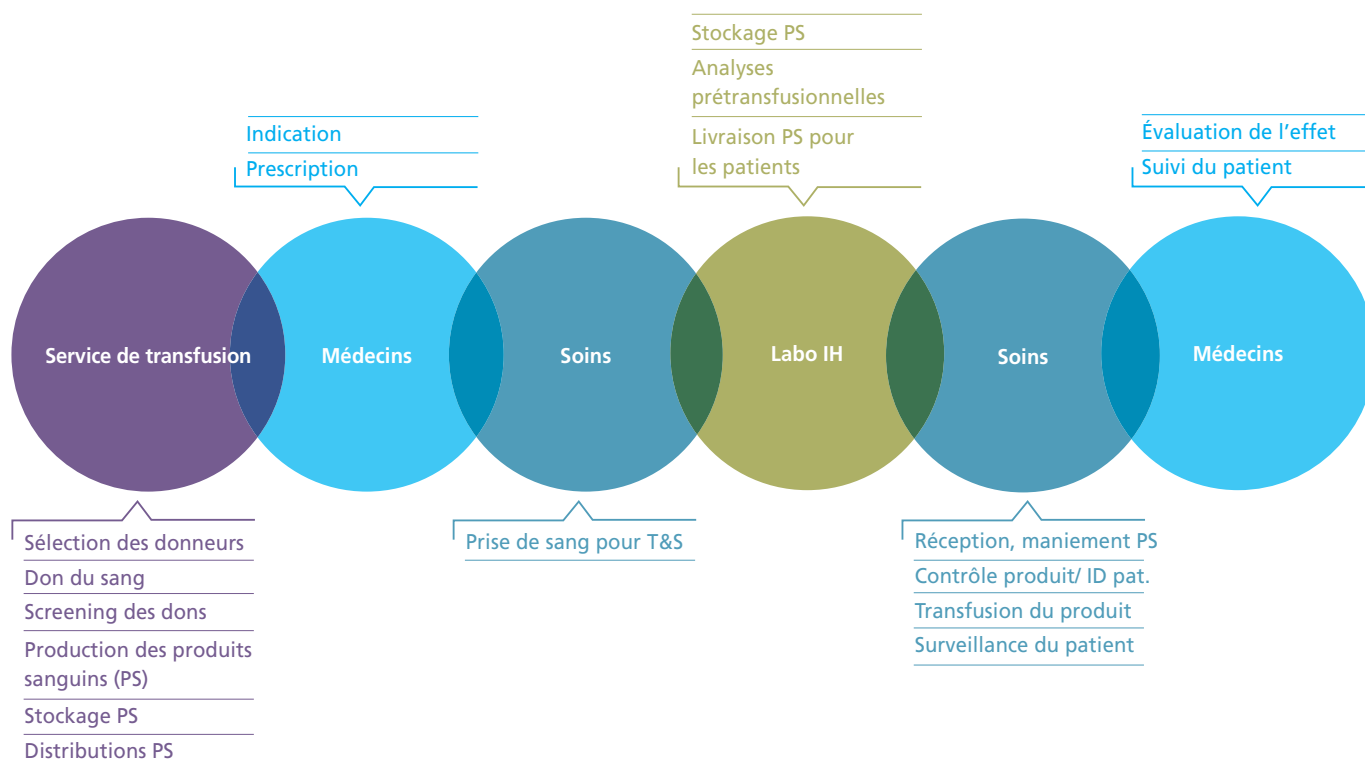 Stockage PS
Analyses
prétransfusionnelles
Livraison PS pour
les patients
Indication
Prescription
Évaluation de l’effet
Suivi du patient
Service de transfusion
Médecins
Soins
Labo IH
Soins
Médecins
Sélection des donneurs
Don du sang
Screening des dons
Production des produits
sanguins (PS)
Stockage PS
Distributions PS
Prise de sang pour T&S
Réception, maniement PS
Contrôle produit/ ID pat.
Transfusion du produit
Surveillance du patient